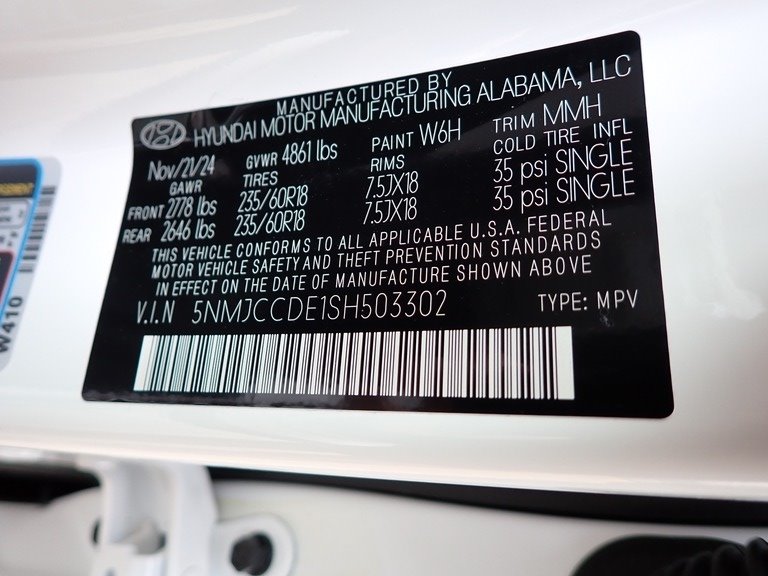 MANUFACTURED BY
HYUNDAI MOTOR MANUFACTURING ALABAMA, LLC
Nov/21/24 GVWR 4861 lbs PAINT W6H TRIM MMH
GAWR TIRES RIMS COLD TIRE INFL
FRONT 2778 lbs 235/60R18 7.5JX18 35 psi SINGLE
REAR 2646 lbs 235/60R18 7.5JX18 35 psi SINGLE
THIS VEHICLE CONFORMS TO ALL APPLICABLE U.S.A. FEDERAL
MOTOR VEHICLE SAFETY AND THEFT PREVENTION STANDARDS
IN EFFECT ON THE DATE OF MANUFACTURE SHOWN ABOVE
V.I.N 5NMJCCDE1SH503302 TYPE: MPV
W410